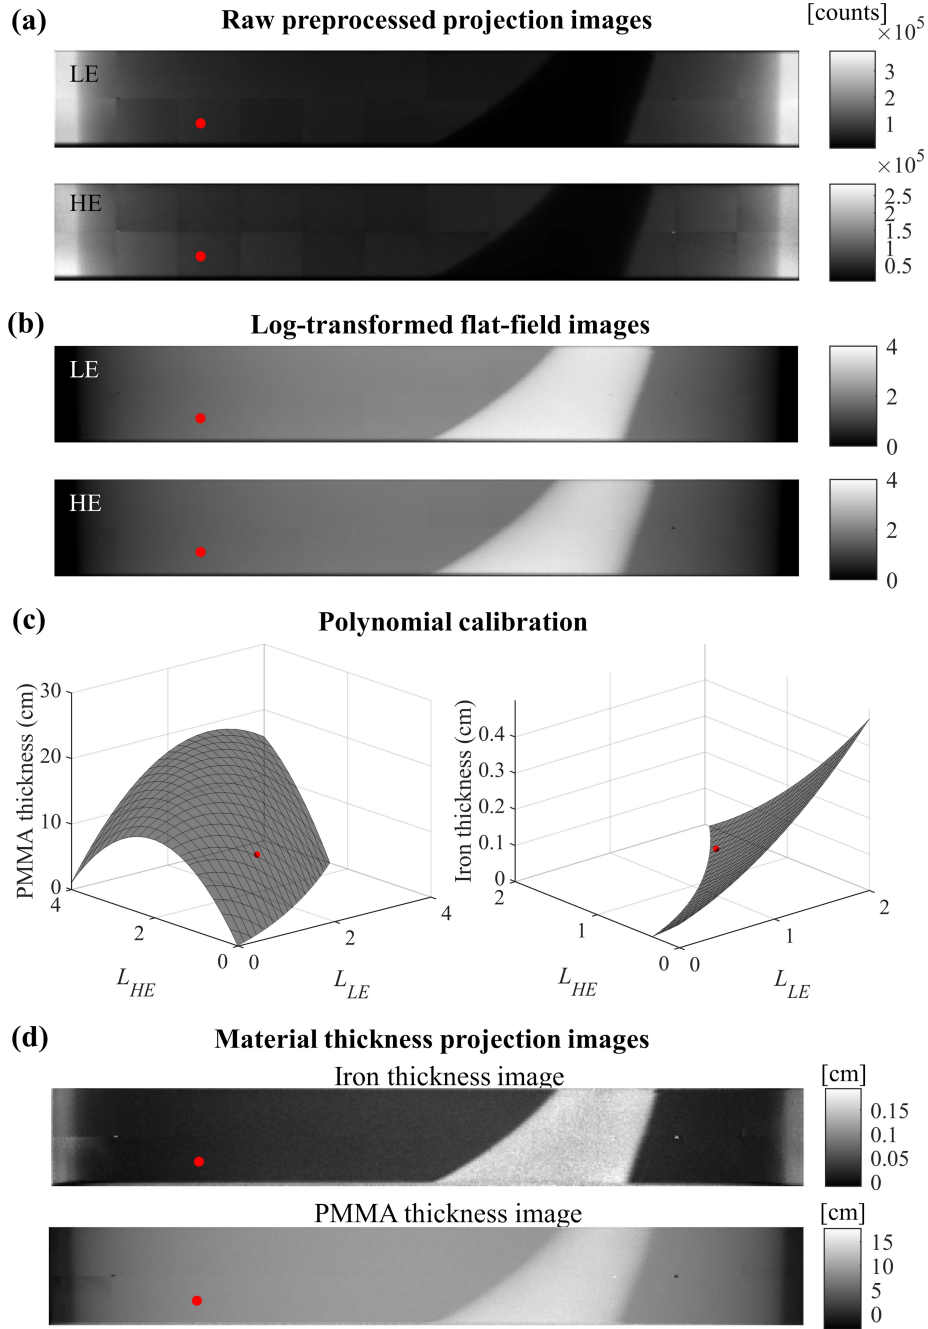 (a) Raw preprocessed projection images [counts]
×10⁵
LE
3
2
1
×10⁵
HE
2.5
2
1.5
1
0.5
(b) Log-transformed flat-field images
LE
4
2
0
HE
4
2
0
(c) Polynomial calibration
PMMA thickness (cm)
30
20
10
0
4
2
0
0
2
4
L_HE
L_LE
Iron thickness (cm)
0.4
0.3
0.2
0.1
0
2
1
0
0
1
2
L_HE
L_LE
(d) Material thickness projection images
Iron thickness image [cm]
0.15
0.1
0.05
0
PMMA thickness image [cm]
15
10
5
0